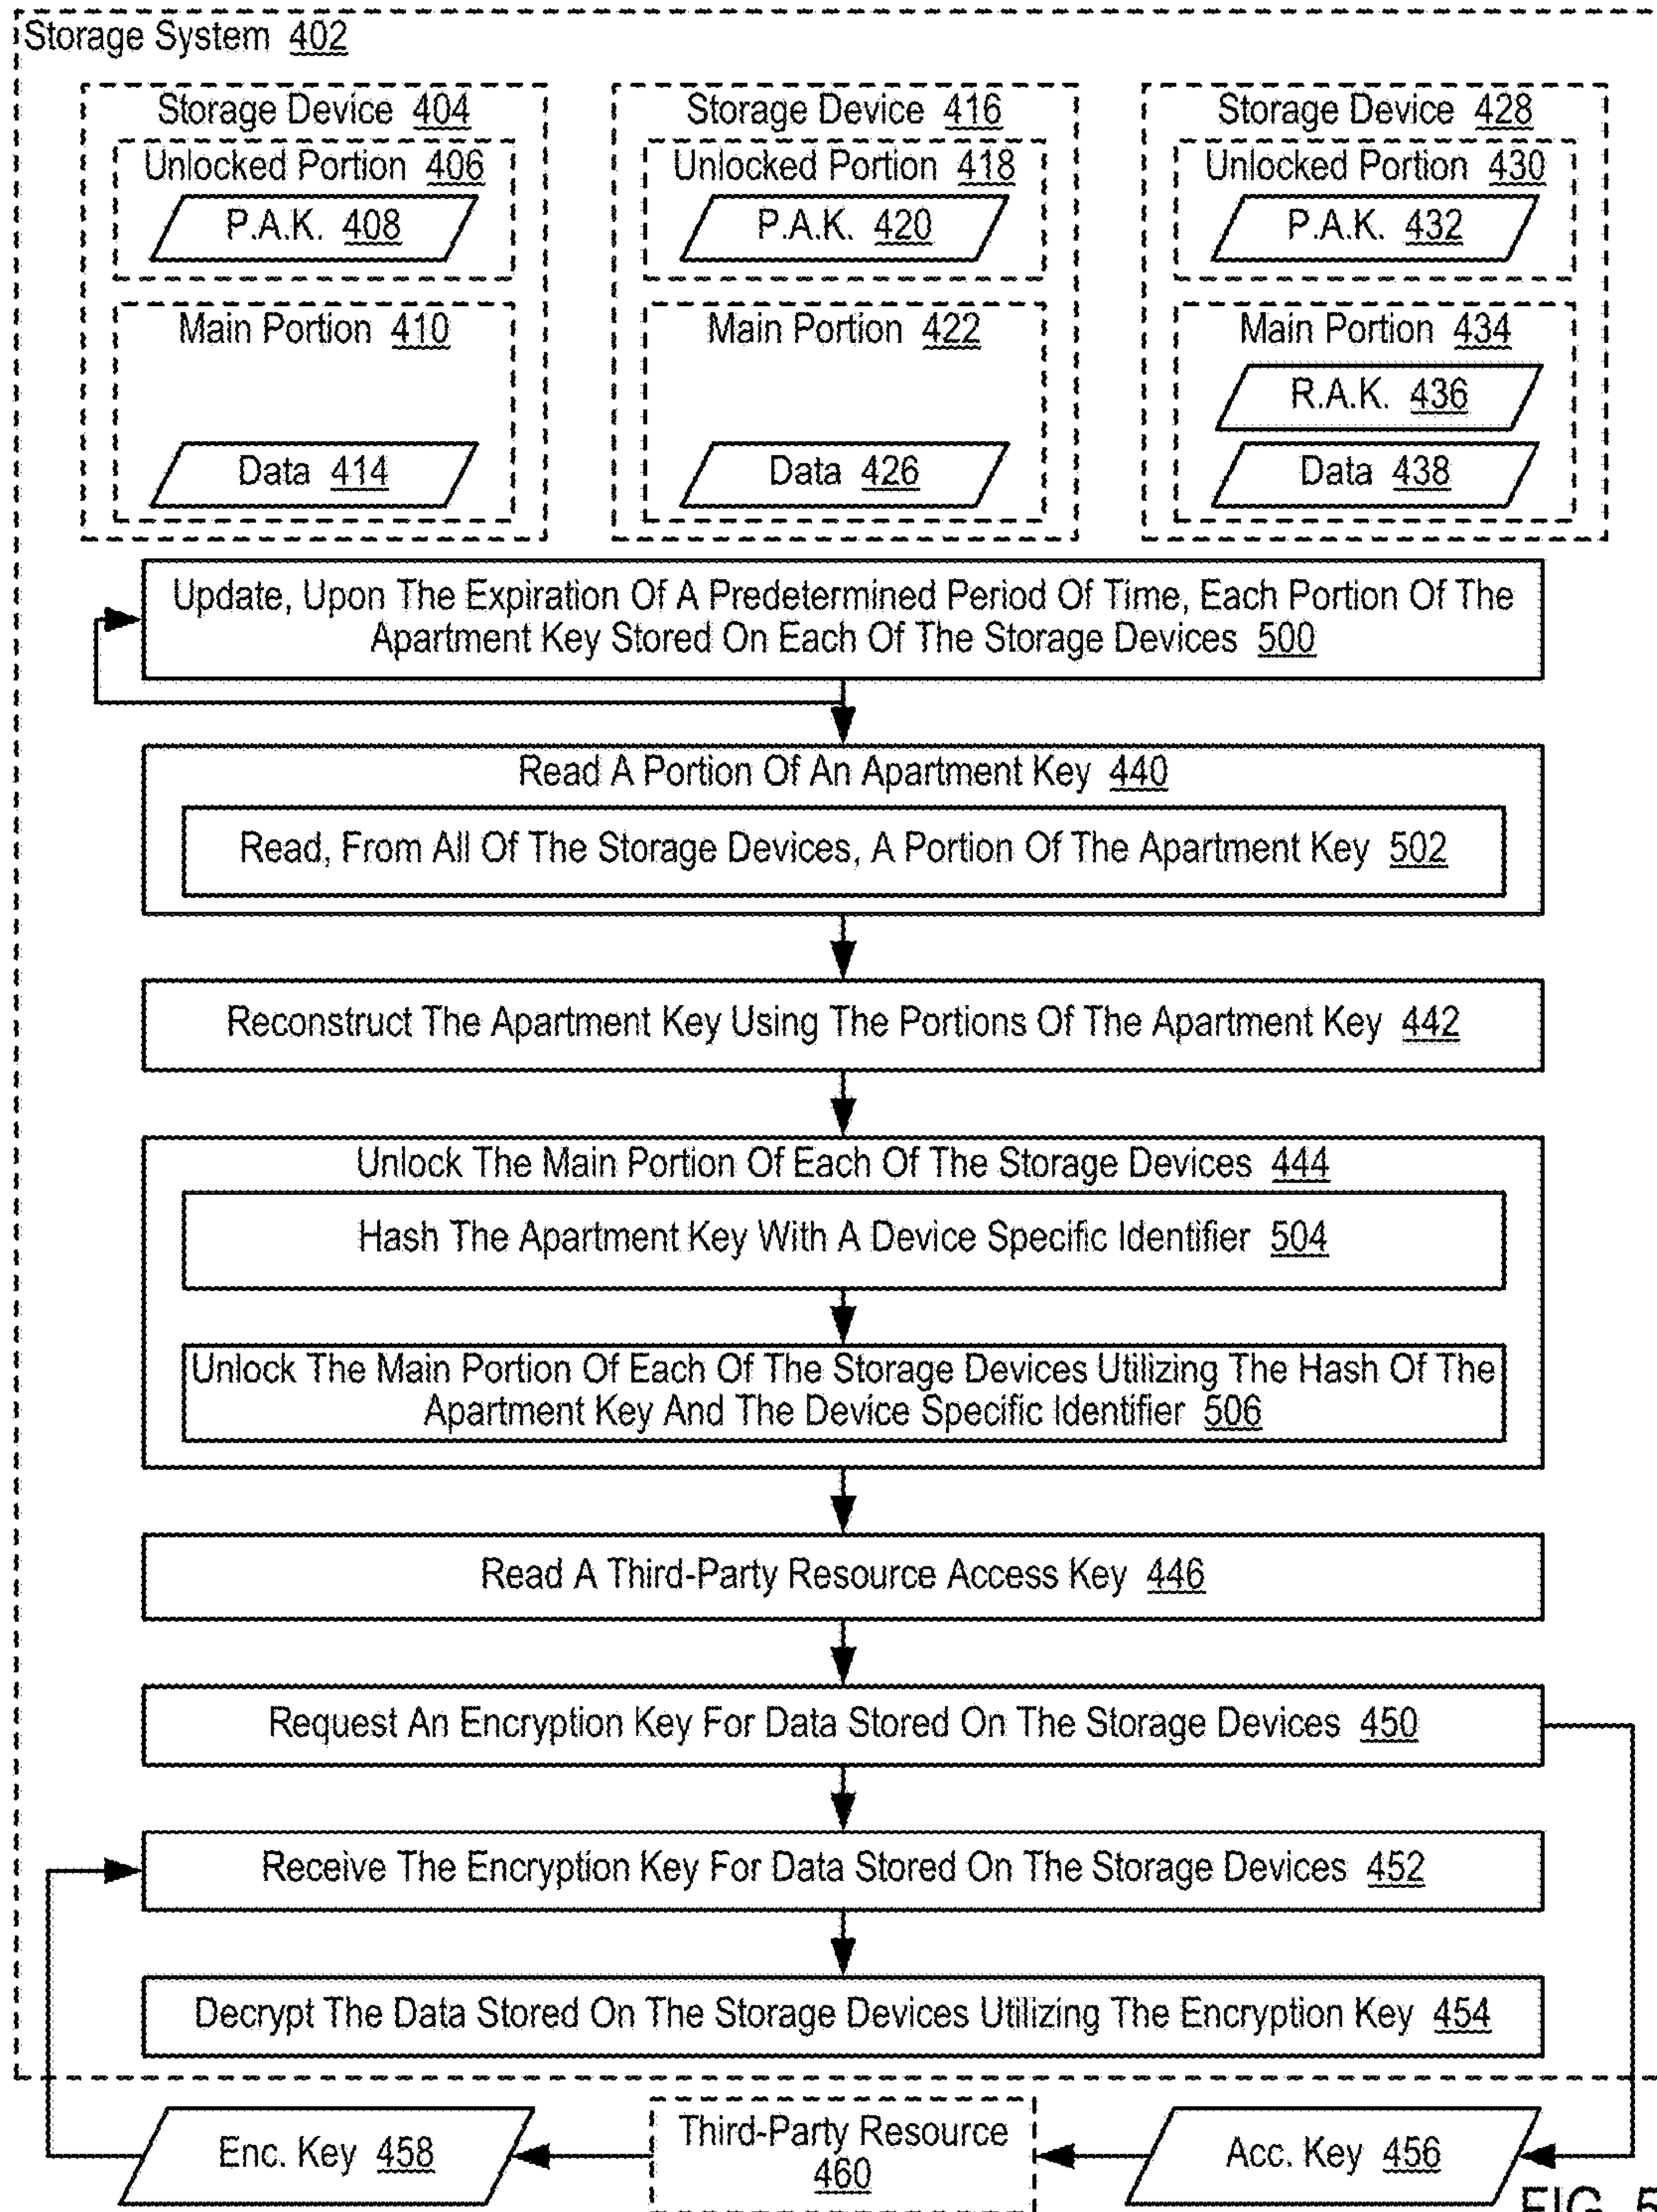 Storage System 402
Storage Device 404
Unlocked Portion 406
P.A.K. 408
Main Portion 410
Data 414
Storage Device 416
Unlocked Portion 418
P.A.K. 420
Main Portion 422
Data 426
Storage Device 428
Unlocked Portion 430
P.A.K. 432
Main Portion 434
R.A.K. 436
Data 438
Update, Upon The Expiration Of A Predetermined Period Of Time, Each Portion Of The
Apartment Key Stored On Each Of The Storage Devices 500
Read A Portion Of An Apartment Key 440
Read, From All Of The Storage Devices, A Portion Of The Apartment Key 502
Reconstruct The Apartment Key Using The Portions Of The Apartment Key 442
Unlock The Main Portion Of Each Of The Storage Devices 444
Hash The Apartment Key With A Device Specific Identifier 504
Unlock The Main Portion Of Each Of The Storage Devices Utilizing The Hash Of The
Apartment Key And The Device Specific Identifier 506
Read A Third-Party Resource Access Key 446
Request An Encryption Key For Data Stored On The Storage Devices 450
Receive The Encryption Key For Data Stored On The Storage Devices 452
Decrypt The Data Stored On The Storage Devices Utilizing The Encryption Key 454
Enc. Key 458
Third-Party Resource
460
Acc. Key 456
FIG. 5